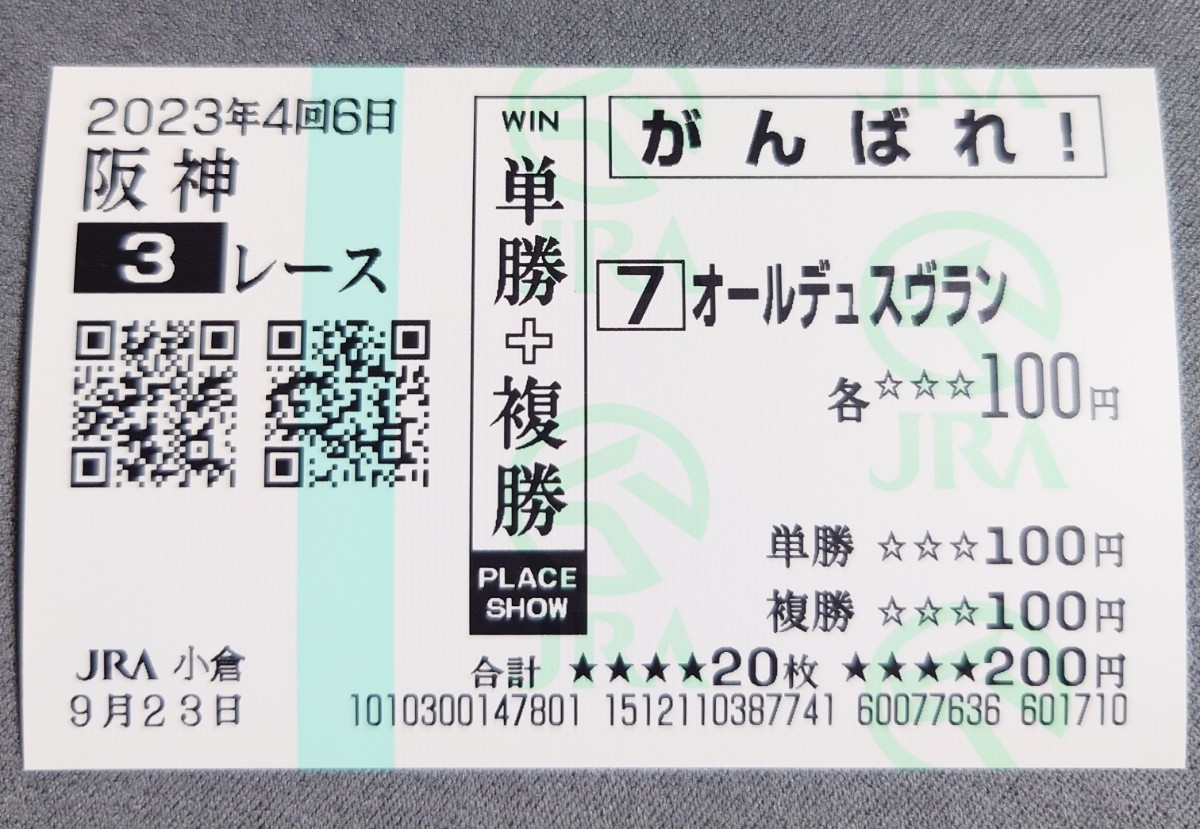 2023年4回6日
阪神
3レース
JRA 小倉
9月23日
WIN
単勝+複勝
PLACE
SHOW
がんばれ!
7 オールデュスヴラン
各☆☆☆100円
単勝 ☆☆☆100円
複勝 ☆☆☆100円
合計 ★★★★20枚 ★★★★200円
1010300147801 1512110387741 60077636 601710
JRA
JRA
JRA
JRA